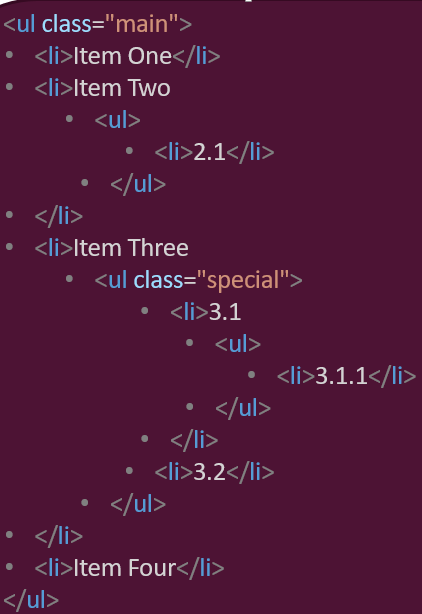 <ul class="main">
• <li>Item One</li>
• <li>Item Two
• <ul>
• <li>2.1</li>
• </ul>
• </li>
• <li>Item Three
• <ul class="special">
• <li>3.1
• <ul>
• <li>3.1.1</li>
• </ul>
• </li>
• <li>3.2</li>
• </ul>
• </li>
• <li>Item Four</li>
</ul>